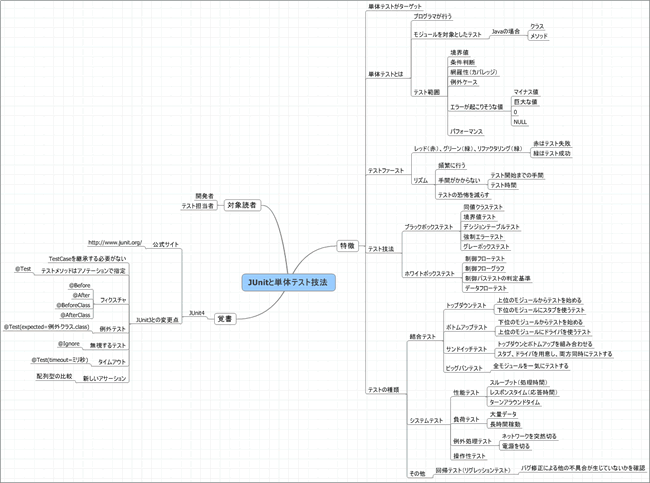 JUnitと単体テスト技法
対象読者
開発者
テスト担当者
覚書
JUnit4
公式サイト
http://www.junit.org/
JUnit3との変更点
TestCaseを継承する必要がない
テストメソッドはアノテーションで指定
@Test
フィクスチャ
@Before
@After
@BeforeClass
@AfterClass
例外テスト
@Test(expected=例外クラス.class)
無視するテスト
@Ignore
タイムアウト
@Test(timeout=ミリ秒)
新しいアサーション
配列型の比較
特徴
単体テストがターゲット
単体テストとは
プログラマが行う
モジュールを対象としたテスト
Javaの場合
クラス
メソッド
テスト範囲
境界値
条件判断
網羅性(カバレッジ)
例外ケース
エラーが起こりそうな値
マイナス値
巨大な値
0
NULL
パフォーマンス
テストファースト
レッド(赤)、グリーン(緑)、リファクタリング(緑)
赤はテスト失敗
緑はテスト成功
リズム
頻繁に行う
手間がかからない
テスト開始までの手間
テスト時間
テストの恐怖を減らす
テスト技法
ブラックボックステスト
同値クラステスト
境界値テスト
デシジョンテーブルテスト
強制エラーテスト
グレーボックステスト
ホワイトボックステスト
制御フローテスト
制御フローグラフ
制御パステストの判定基準
データフローテスト
テストの種類
結合テスト
トップダウンテスト
上位のモジュールからテストを始める
下位のモジュールにスタブを使うテスト
ボトムアップテスト
下位のモジュールからテストを始める
上位のモジュールにドライバを使うテスト
サンドイッチテスト
トップダウンとボトムアップを組み合わせる
スタブ、ドライバを用意し、両方同時にテストする
ビッグバンテスト
全モジュールを一気にテストする
システムテスト
性能テスト
スループット(処理時間)
レスポンスタイム(応答時間)
ターンアラウンドタイム
負荷テスト
大量データ
長時間稼動
例外処理テスト
ネットワークを突然切る
電源を切る
操作性テスト
その他
回帰テスト(リグレッションテスト)
バグ修正による他の不具合が生じていないかを確認